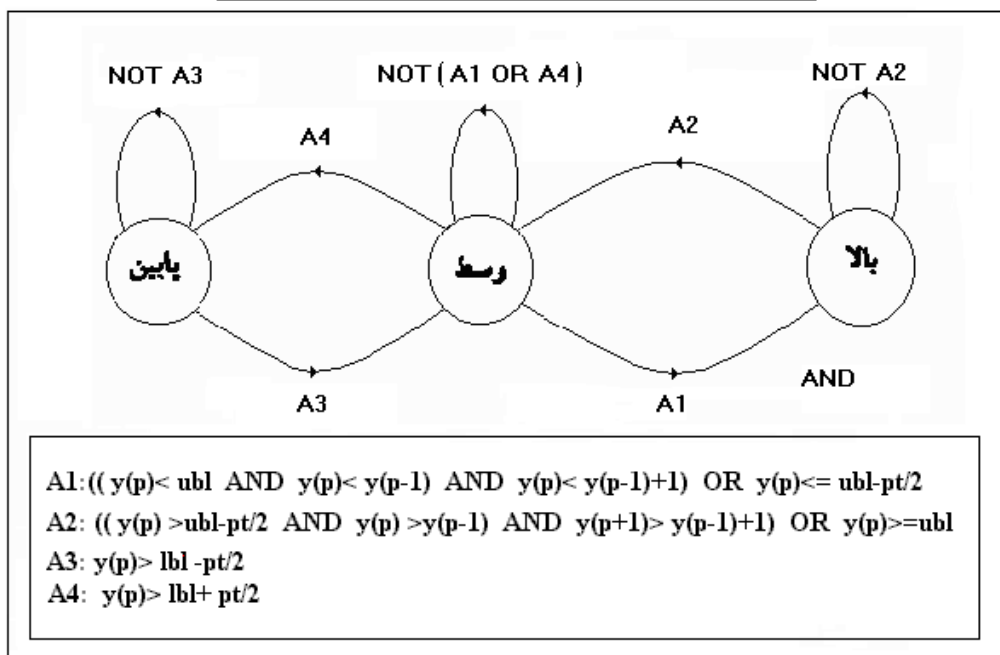 NOT A3
NOT(A1 OR A4)
NOT A2
A4
A2
پایین
وسط
بالا
A3
A1
AND
A1:(( y(p)< ubl AND y(p)< y(p-1) AND y(p)< y(p-1)+1) OR y(p)<= ubl-pt/2
A2: (( y(p) >ubl-pt/2 AND y(p) >y(p-1) AND y(p+1)> y(p-1)+1) OR y(p)>=ubl
A3: y(p)> lbl -pt/2
A4: y(p)> lbl+ pt/2